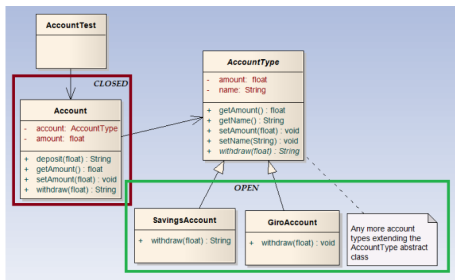 AccountTest
CLOSED
Account
- account: AccountType
- amount: float
+ deposit(float) : String
+ getAmount() : float
+ setAmount(float) : void
+ withdraw(float) : String
AccountType
- amount: float
- name: String
+ getAmount() : float
+ getName() : String
+ setAmount(float) : void
+ setName(String) : void
+ withdraw(float) : String
OPEN
SavingsAccount
+ withdraw(float) : String
GiroAccount
+ withdraw(float) : void
Any more account
types extending the
AccountType abstract
class